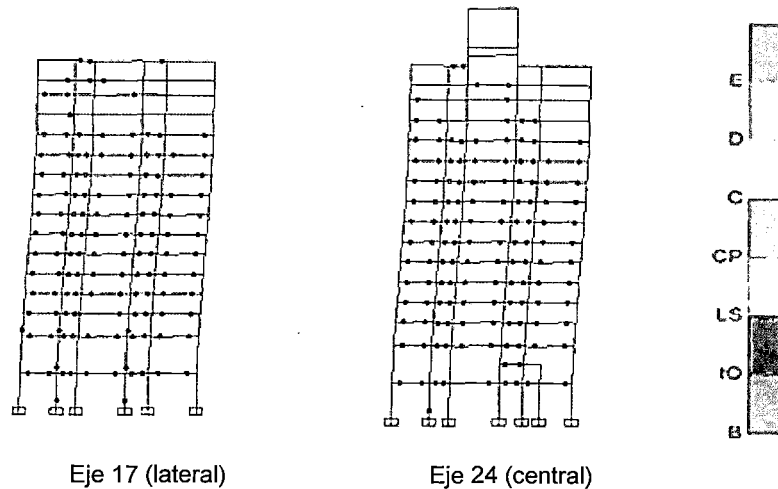 E
D
C
CP
LS
IO
B
Eje 17 (lateral)
Eje 24 (central)